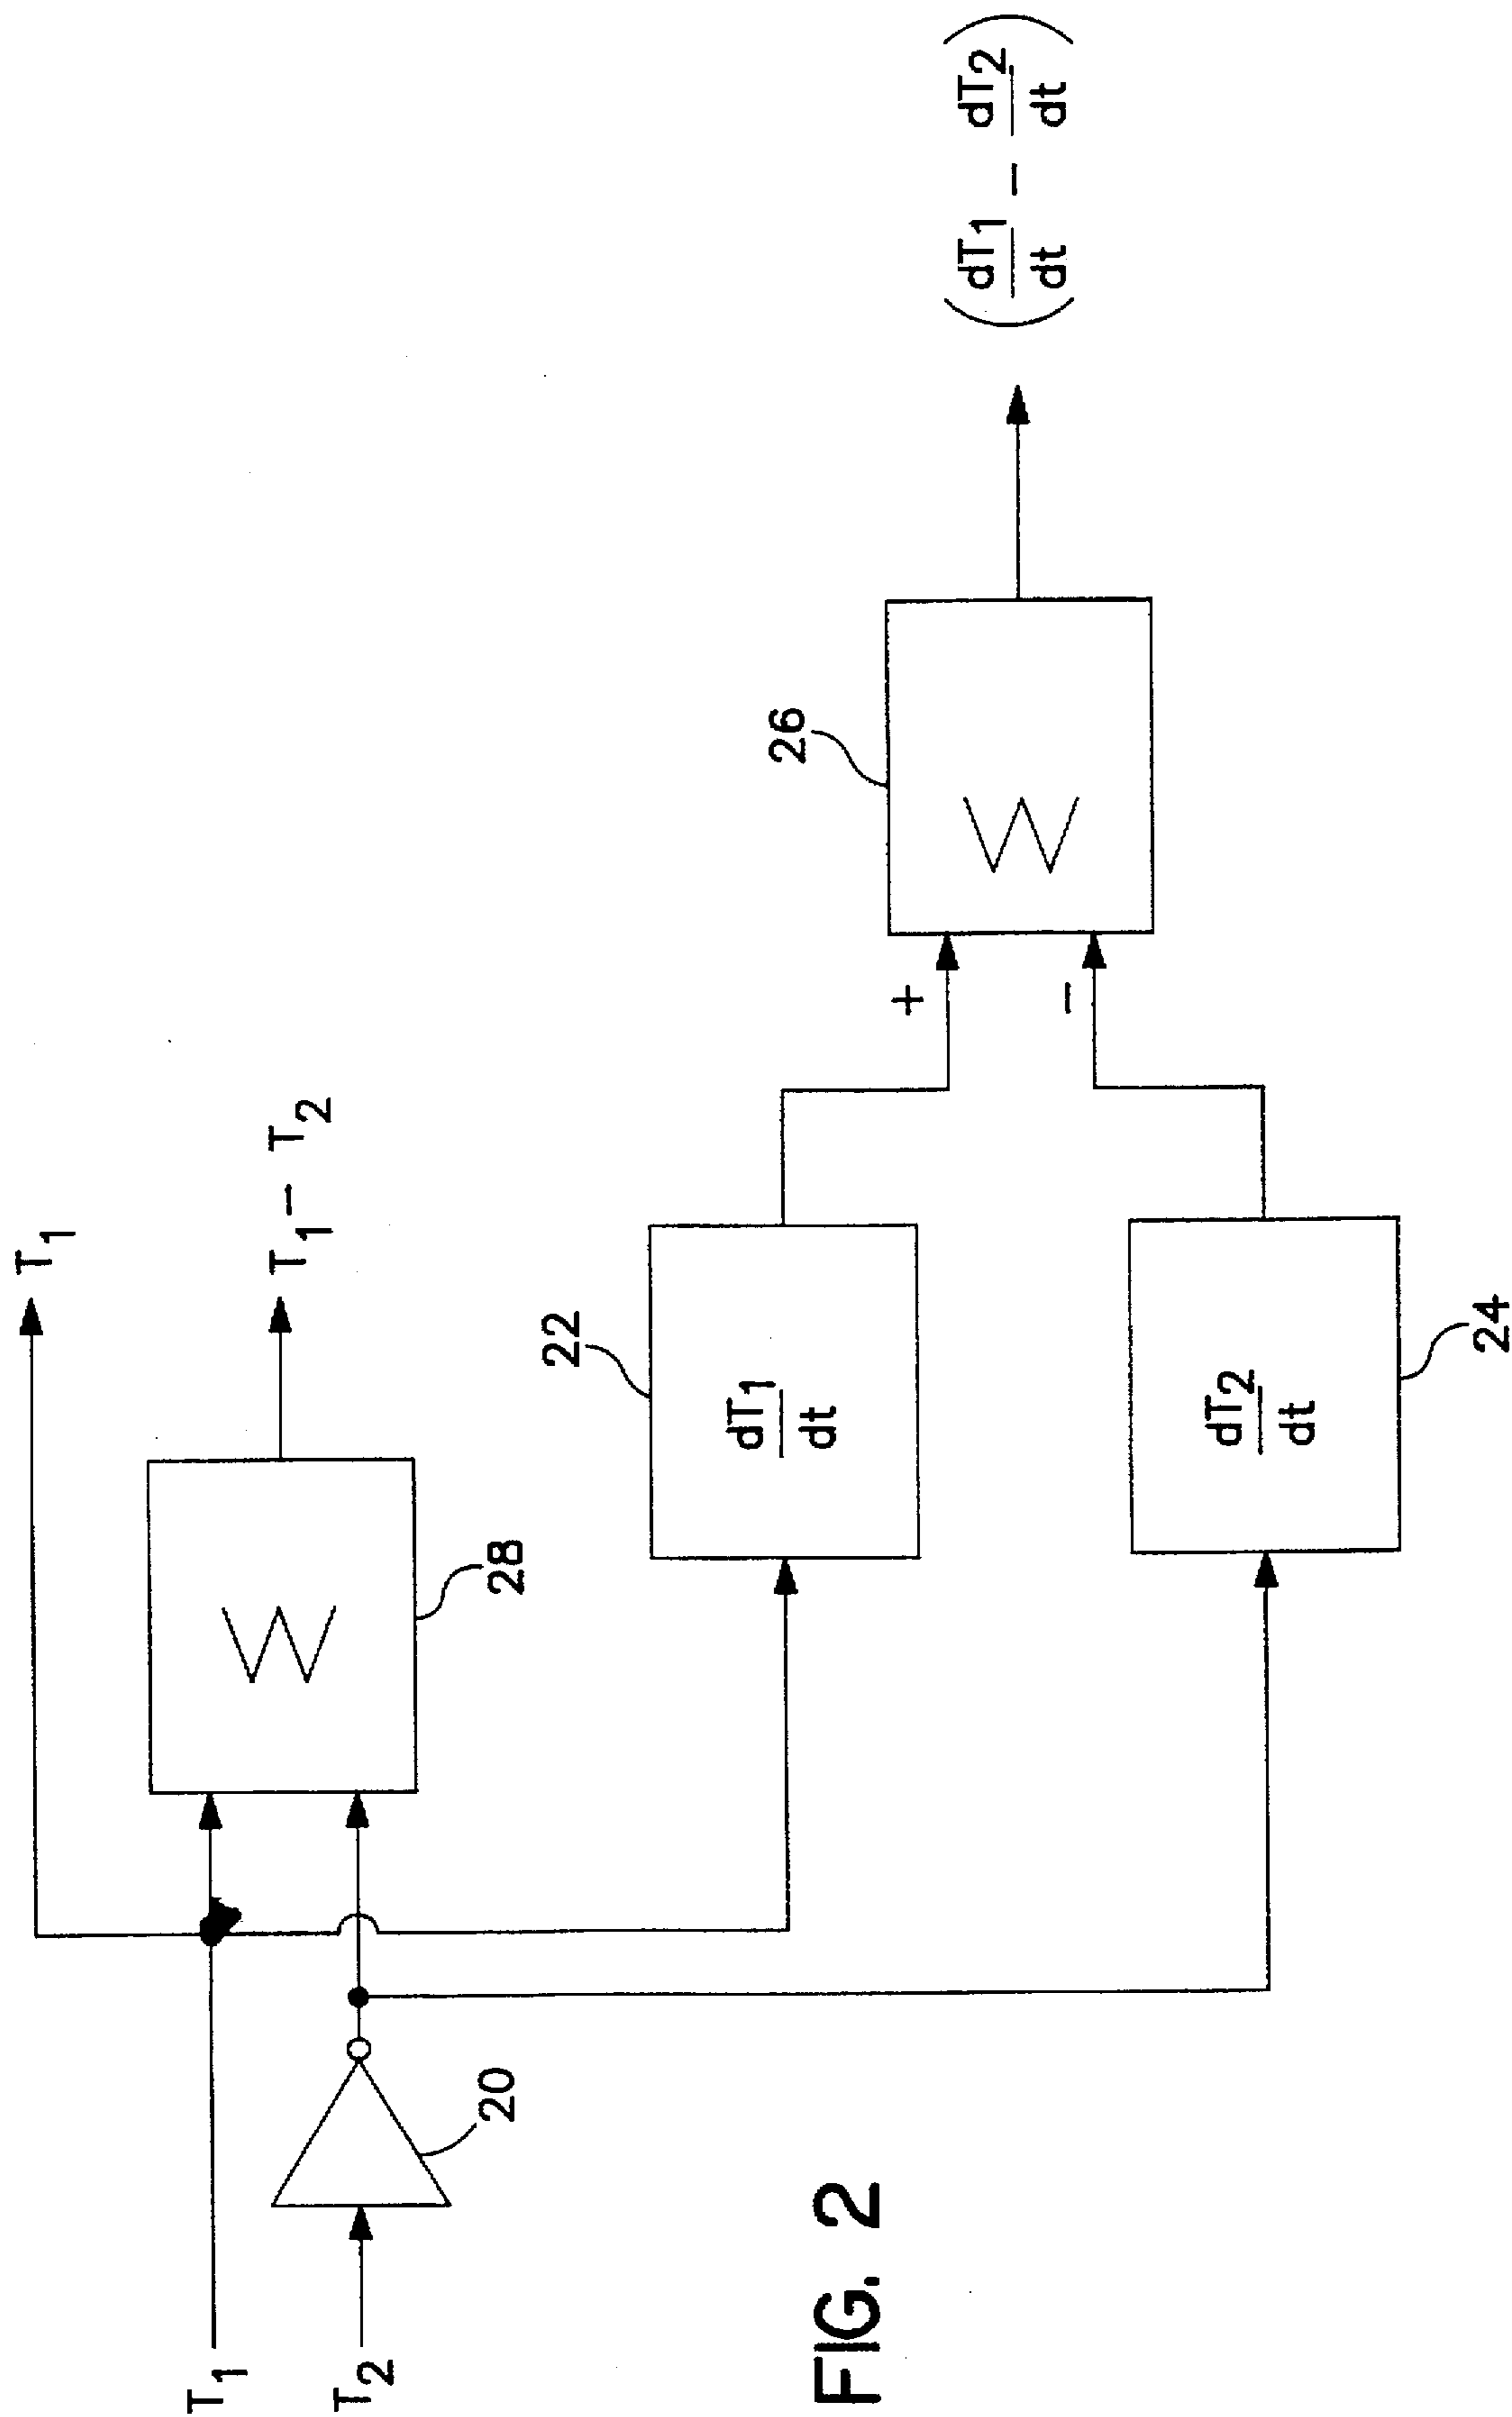 T1
T1
Σ
T1 − T2
T2
20
28
22
dT1
dt
+
26
Σ
(dT1/dt − dT2/dt)
−
dT2
dt
24
FIG. 2